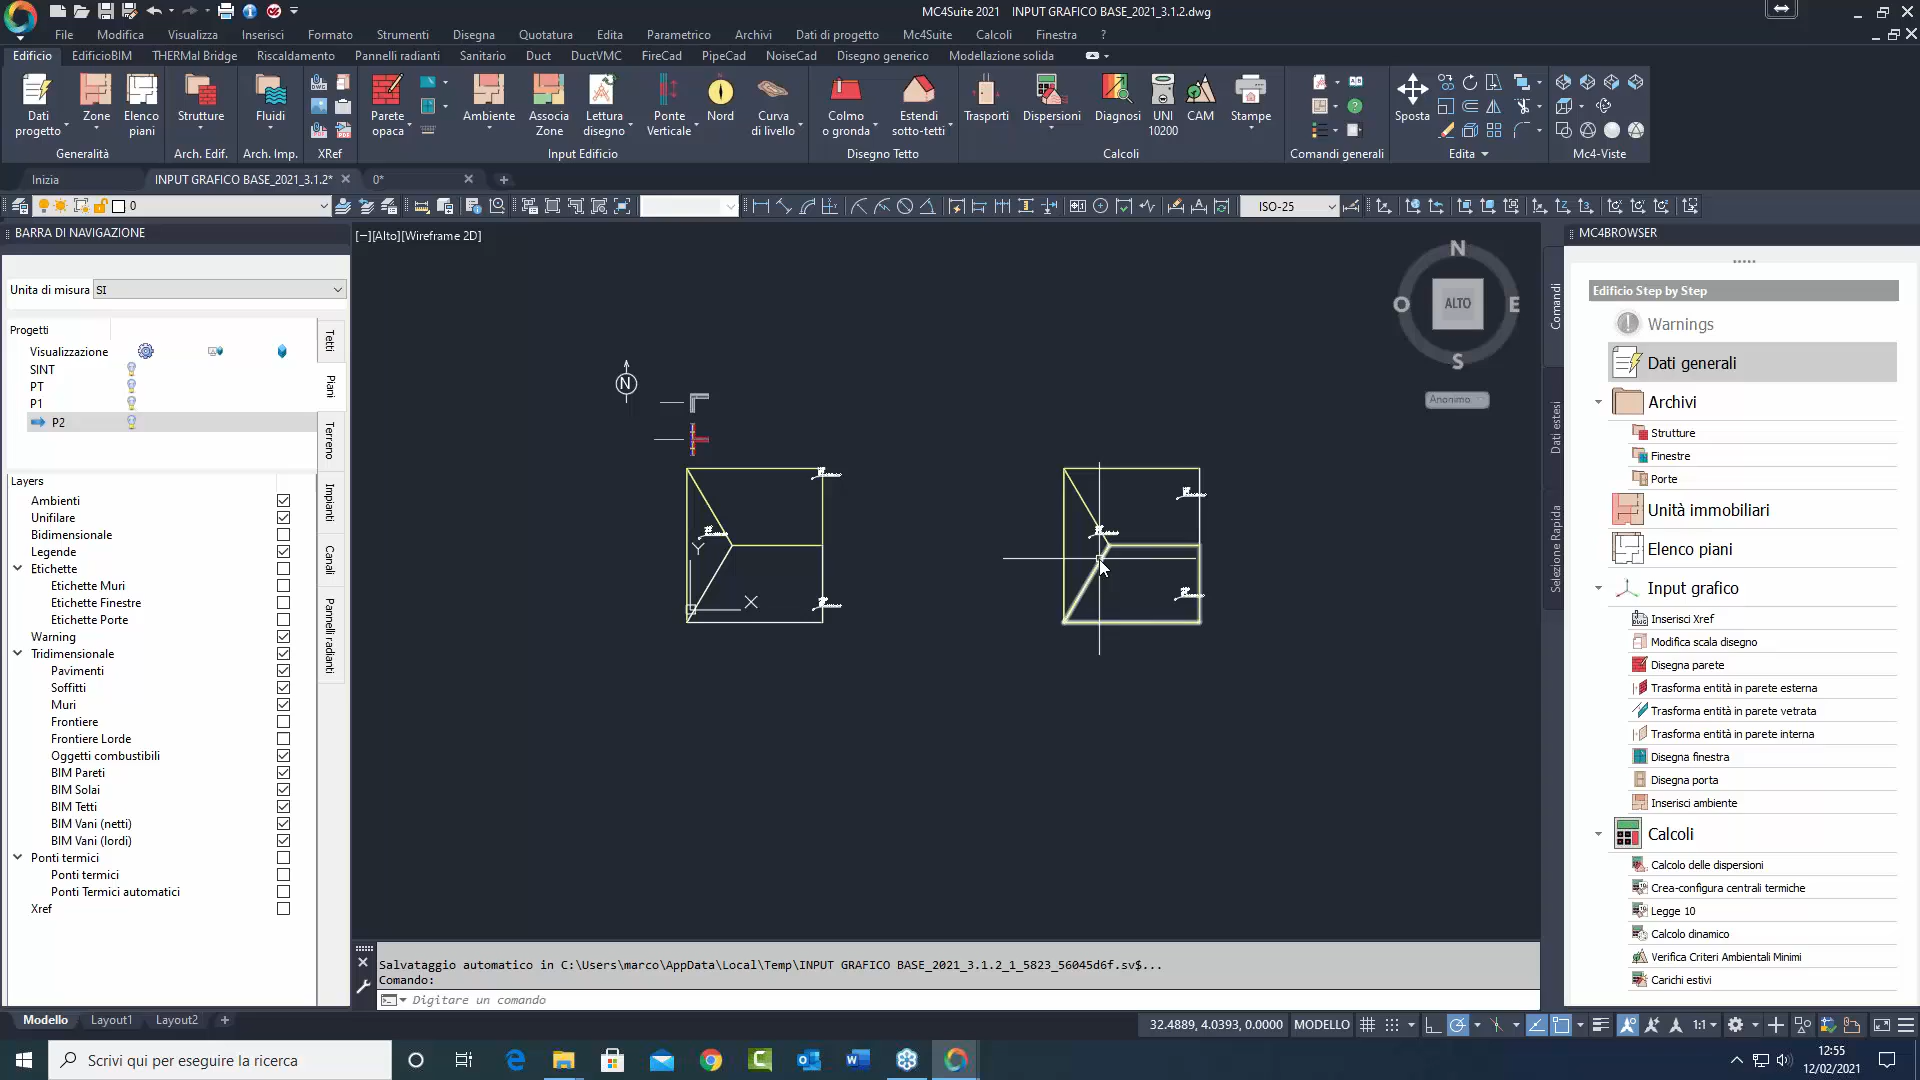 MC4Suite 2021 INPUT GRAFICO BASE_2021_3.1.2.dwg
File Modifica Visualizza Inserisci Formato Strumenti Disegna Quotatura Edita Parametrico Archivi Dati di progetto MC4Suite Calcoli Finestra ?
Edificio EdificioBIM THERMal Bridge Riscaldamento Pannelli radianti Sanitario Duct DuctVMC FireCad PipeCad NoiseCad Disegno generico Modellazione solida
Dati progetto
Zone
Elenco piani
Strutture
Fluidi
Parete opaca
Ambiente
Associa Zone
Lettura disegno
Ponte Verticale
Nord
Curva di livello
Colmo o gronda
Estendi sotto-tetti
Trasporti
Dispersioni
Diagnosi
UNI 10200
CAM
Stampe
Sposta
Generalità Arch. Edif. Arch. Imp. XRef Input Edificio Disegno Tetto Calcoli Comandi generali Edita Mc4-Viste
Inizia INPUT GRAFICO BASE_2021_3.1.2* 0*
0 ISO-25
BARRA DI NAVIGAZIONE
[−][Alto][Wireframe 2D]
MC4BROWSER
Unita di misura SI
Progetti
Visualizzazione
SINT
PT
P1
P2
Tetti
Piani
Terreno
Impianti
Canali
Pannelli radianti
Layers
Ambienti
Unifilare
Bidimensionale
Legende
Etichette
Etichette Muri
Etichette Finestre
Etichette Porte
Warning
Tridimensionale
Pavimenti
Soffitti
Muri
Frontiere
Frontiere Lorde
Oggetti combustibili
BIM Pareti
BIM Solai
BIM Tetti
BIM Vani (netti)
BIM Vani (lordi)
Ponti termici
Ponti termici
Ponti Termici automatici
Xref
N
Y
X
N
O ALTO E
S
Anonimo
Comandi
Dati estesi
Selezione Rapida
Edificio Step by Step
Warnings
Dati generali
Archivi
Strutture
Finestre
Porte
Unità immobiliari
Elenco piani
Input grafico
Inserisci Xref
Modifica scala disegno
Disegna parete
Trasforma entità in parete esterna
Trasforma entità in parete vetrata
Trasforma entità in parete interna
Disegna finestra
Disegna porta
Inserisci ambiente
Calcoli
Calcolo delle dispersioni
Crea-configura centrali termiche
Legge 10
Calcolo dinamico
Verifica Criteri Ambientali Minimi
Carichi estivi
Salvataggio automatico in C:\Users\marco\AppData\Local\Temp\INPUT GRAFICO BASE_2021_3.1.2_1_5823_56045d6f.sv$...
Comando:
Digitare un comando
Modello Layout1 Layout2 +
32.4889, 4.0393, 0.0000 MODELLO 1:1
Scrivi qui per eseguire la ricerca
12:55
12/02/2021